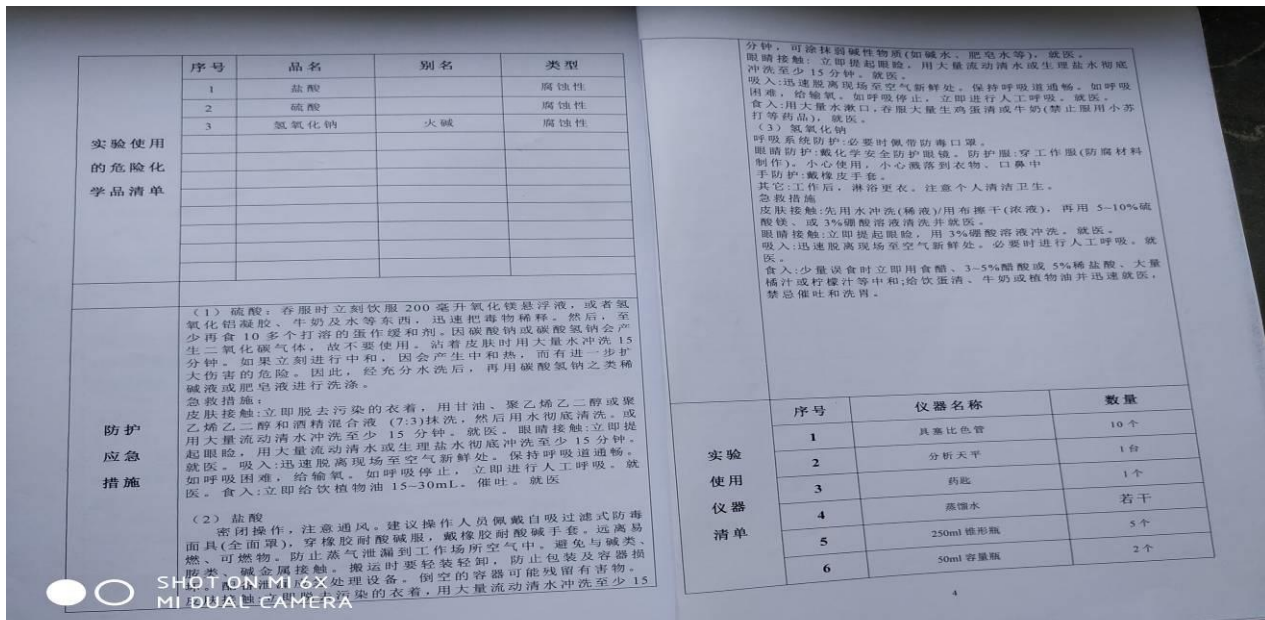 实验使用
的危险化
学品清单
序号 品名 别名 类型
1 盐酸 腐蚀性
2 硫酸 腐蚀性
3 氢氧化钠 火碱 腐蚀性
防护
应急
措施
（1）硫酸：吞服时立刻饮服 200 毫升氧化镁悬浮液，或者氢
氧化铝凝胶、牛奶及水等东西，迅速把毒物稀释。然后，至
少再食 10 多个打溶的蛋作缓和剂。因碳酸钠或碳酸氢钠会产
生二氧化碳气体，故不要使用。沾着皮肤时用大量水冲洗 15
分钟。如果立刻进行中和，因会产生中和热，而有进一步扩
大伤害的危险。因此，经充分水洗后，再用碳酸氢钠之类稀
碱液或肥皂液进行洗涤。
急救措施：
皮肤接触:立即脱去污染的衣着，用甘油、聚乙烯乙二醇或聚
乙烯乙二醇和酒精混合液 (7:3)抹洗，然后用水彻底清洗。或
用大量流动清水冲洗至少 15 分钟。就医。眼睛接触:立即提
起眼睑，用大量流动清水或生理盐水彻底冲洗至少 15 分钟。
就医。吸入:迅速脱离现场至空气新鲜处。保持呼吸道通畅。
如呼吸困难，给输氧。如呼吸停止，立即进行人工呼吸。就
医。食入:立即给饮植物油 15~30mL。催吐。就医
（2）盐酸
密闭操作，注意通风。建议操作人员佩戴自吸过滤式防毒
面具(全面罩)，穿橡胶耐酸碱服，戴橡胶耐酸碱手套。远离易
燃、可燃物。防止蒸气泄漏到工作场所空气中。避免与碱类、
胺类、碱金属接触。搬运时要轻装轻卸，防止包装及容器损
处理设备。倒空的容器可能残留有害物。
污染的衣着，用大量流动清水冲洗至少 15
SHOT ON MI 6X
MI DUAL CAMERA
分钟，可涂抹弱碱性物质(如碱水、肥皂水等)，就医。
眼睛接触：立即提起眼睑，用大量流动清水或生理盐水彻底
冲洗至少 15 分钟。就医。
吸入:迅速脱离现场至空气新鲜处。保持呼吸道通畅。如呼吸
困难，给输氧。如呼吸停止，立即进行人工呼吸。就医。
食入:用大量水漱口,吞服大量生鸡蛋清或牛奶(禁止服用小苏
打等药品)，就医。
（3）氢氧化钠
呼吸系统防护:必要时佩带防毒口罩。
眼睛防护:戴化学安全防护眼镜。防护服:穿工作服(防腐材料
制作)。小心使用，小心溅落到衣物、口鼻中
手防护:戴橡皮手套。
其它:工作后，淋浴更衣。注意个人清洁卫生。
急救措施
皮肤接触:先用水冲洗(稀液)/用布擦干(浓液)，再用 5~10%硫
酸镁、或 3%硼酸溶液清洗并就医。
眼睛接触:立即提起眼睑，用 3%硼酸溶液冲洗。就医。
吸入:迅速脱离现场至空气新鲜处。必要时进行人工呼吸。就
医。
食入:少量误食时立即用食醋、3~5%醋酸或 5%稀盐酸、大量
橘汁或柠檬汁等中和;给饮蛋清、牛奶或植物油并迅速就医，
禁忌催吐和洗胃。
实验
使用
仪器
清单
序号 仪器名称 数量
1 具塞比色管 10 个
2 分析天平 1 台
3 药匙 1 个
4 蒸馏水 若干
5 250ml 锥形瓶 5 个
6 50ml 容量瓶 2 个
4